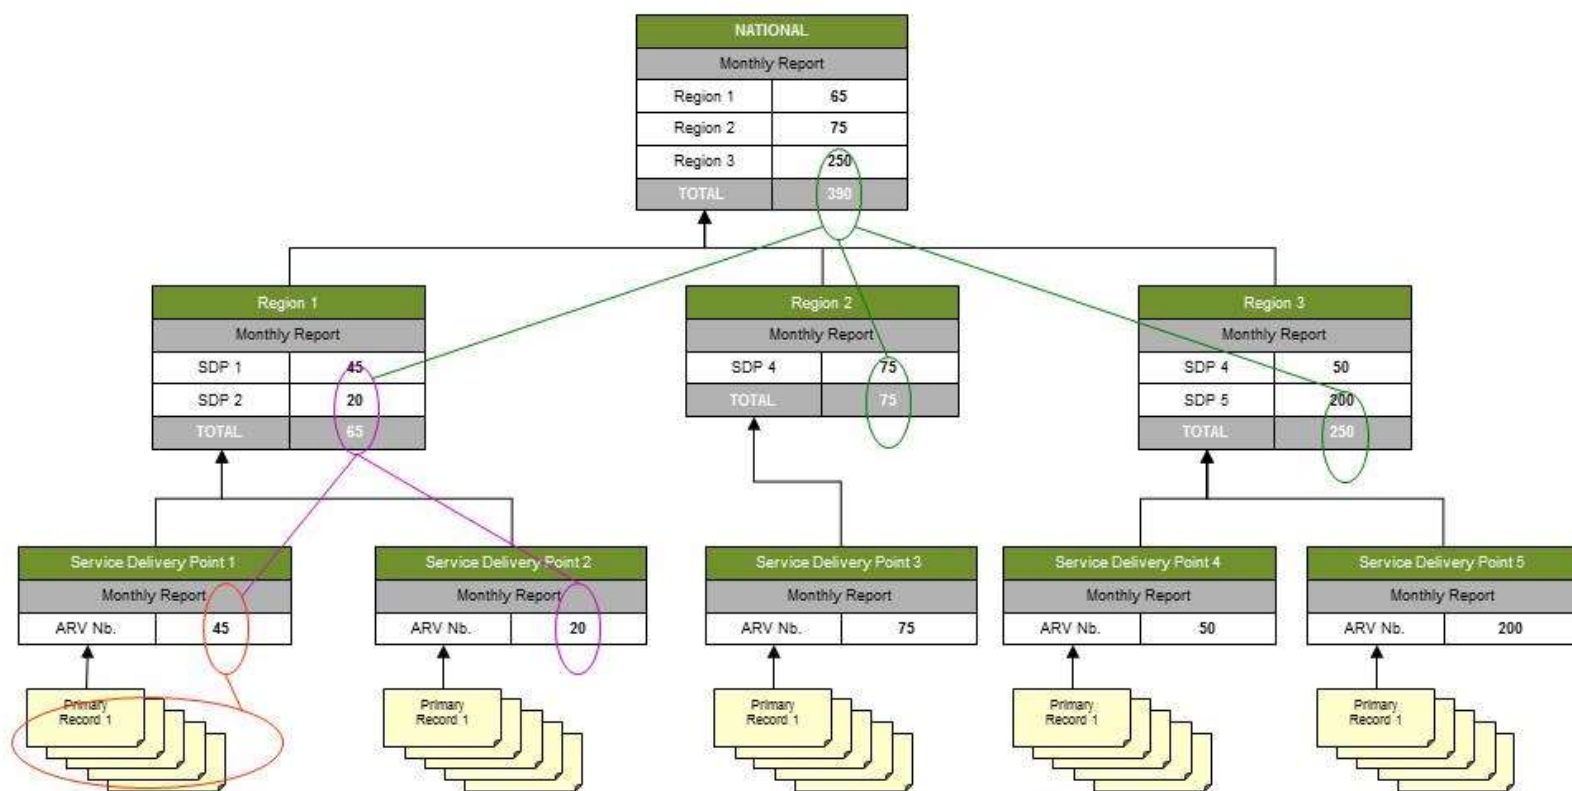 NATIONAL
Monthly Report
Region 1 65
Region 2 75
Region 3 250
TOTAL 390
Region 1
Monthly Report
SDP 1 45
SDP 2 20
TOTAL 65
Region 2
Monthly Report
SDP 4 75
TOTAL 75
Region 3
Monthly Report
SDP 4 50
SDP 5 200
TOTAL 250
Service Delivery Point 1
Monthly Report
ARV Nb. 45
Service Delivery Point 2
Monthly Report
ARV Nb. 20
Service Delivery Point 3
Monthly Report
ARV Nb. 75
Service Delivery Point 4
Monthly Report
ARV Nb. 50
Service Delivery Point 5
Monthly Report
ARV Nb. 200
Primary
Record 1
Primary
Record 1
Primary
Record 1
Primary
Record 1
Primary
Record 1